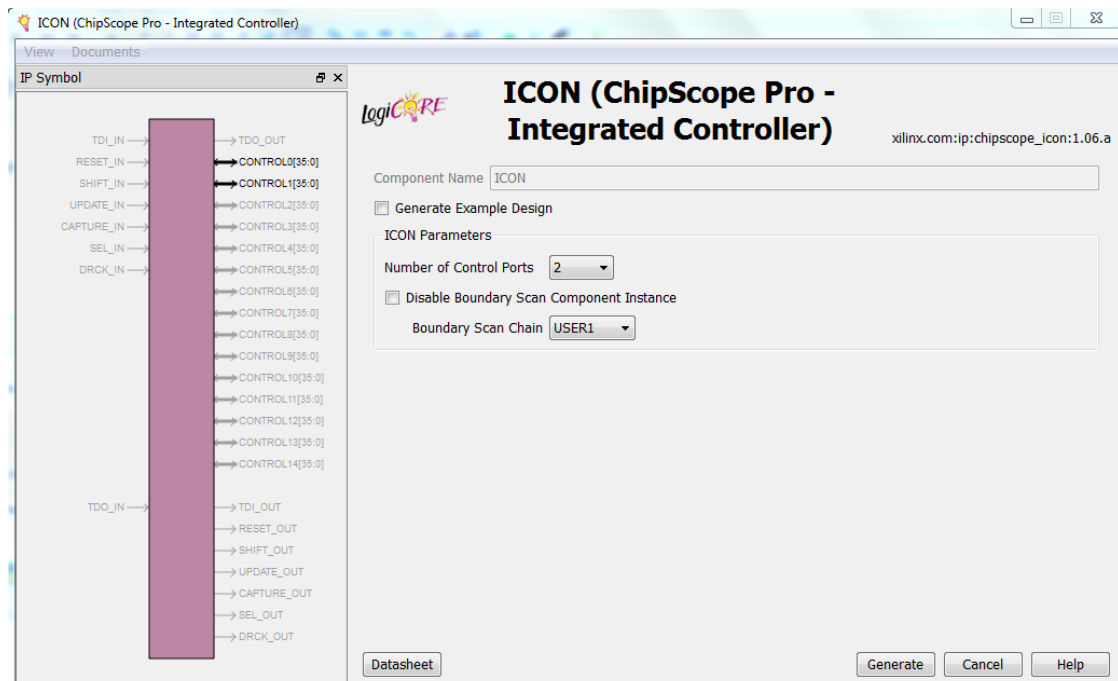 ICON (ChipScope Pro - Integrated Controller)
View Documents
IP Symbol
TDI_IN
RESET_IN
SHIFT_IN
UPDATE_IN
CAPTURE_IN
SEL_IN
DRCK_IN
TDO_IN
TDO_OUT
CONTROL0[35:0]
CONTROL1[35:0]
CONTROL2[35:0]
CONTROL3[35:0]
CONTROL4[35:0]
CONTROL5[35:0]
CONTROL6[35:0]
CONTROL7[35:0]
CONTROL8[35:0]
CONTROL9[35:0]
CONTROL10[35:0]
CONTROL11[35:0]
CONTROL12[35:0]
CONTROL13[35:0]
CONTROL14[35:0]
TDI_OUT
RESET_OUT
SHIFT_OUT
UPDATE_OUT
CAPTURE_OUT
SEL_OUT
DRCK_OUT
LogiCORE
ICON (ChipScope Pro -
Integrated Controller)
xilinx.com:ip:chipscope_icon:1.06.a
Component Name ICON
Generate Example Design
ICON Parameters
Number of Control Ports 2
Disable Boundary Scan Component Instance
Boundary Scan Chain USER1
Datasheet Generate Cancel Help